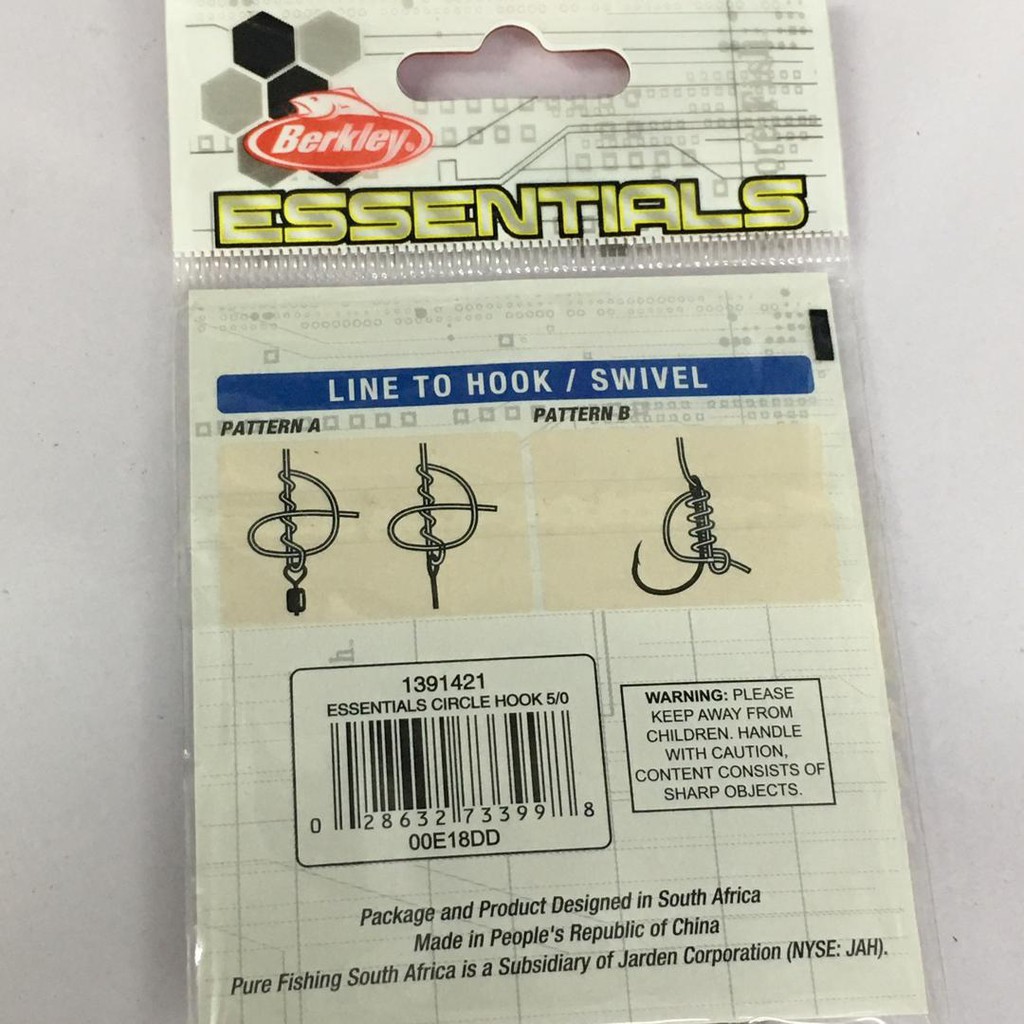 Berkley®
ESSENTIALS
LINE TO HOOK / SWIVEL
PATTERN A
PATTERN B
1391421
ESSENTIALS CIRCLE HOOK 5/0
0 28632 73399 8
00E18DD
WARNING: PLEASE
KEEP AWAY FROM
CHILDREN. HANDLE
WITH CAUTION,
CONTENT CONSISTS OF
SHARP OBJECTS.
Package and Product Designed in South Africa
Made in People's Republic of China
Pure Fishing South Africa is a Subsidiary of Jarden Corporation (NYSE: JAH).